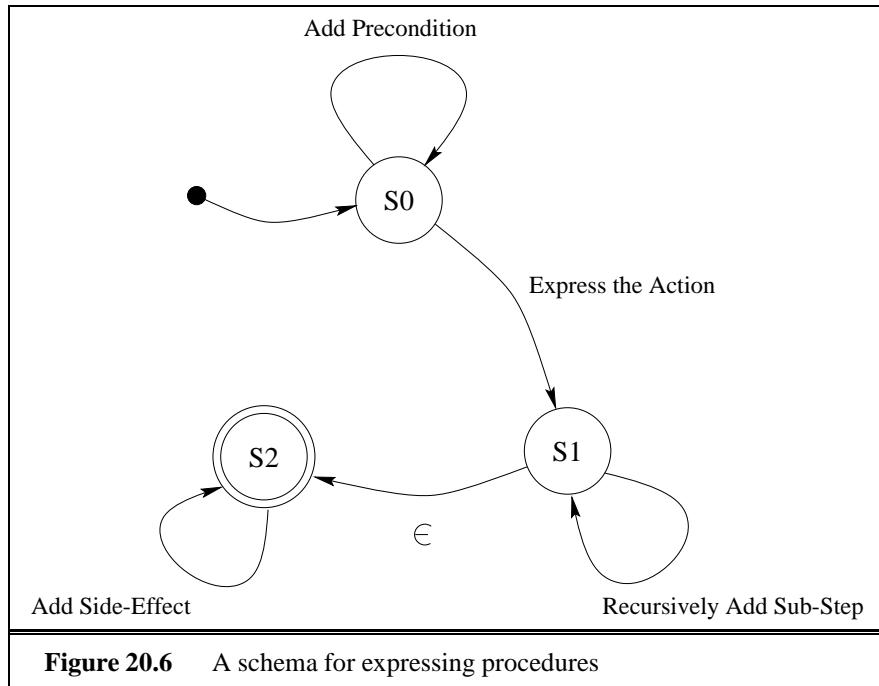 Add Precondition
S0
Express the Action
S2
S1
ϵ
Add Side-Effect
Recursively Add Sub-Step
Figure 20.6 A schema for expressing procedures